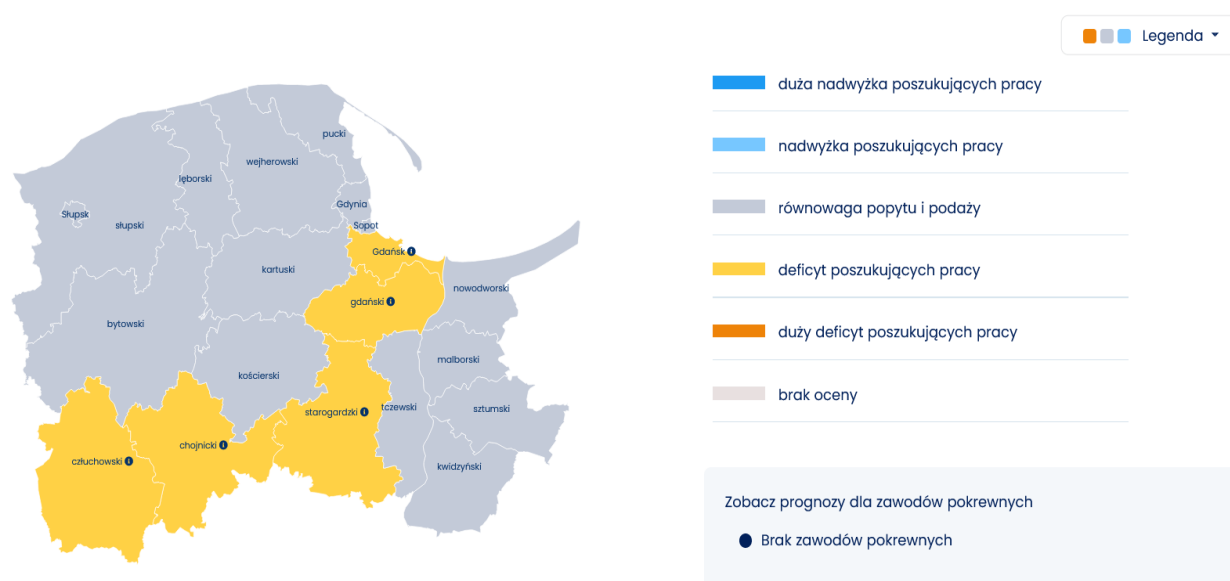 Legenda
duża nadwyżka poszukujących pracy
nadwyżka poszukujących pracy
równowaga popytu i podaży
deficyt poszukujących pracy
duży deficyt poszukujących pracy
brak oceny
pucki
wejherowski
lęborski
Gdynia
Słupsk
słupski
Sopot
Gdańsk
kartuski
nowodworski
gdański
bytowski
malborski
kościerski
starogardzki
tczewski
sztumski
chojnicki
człuchowski
kwidzyński
Zobacz prognozy dla zawodów pokrewnych
Brak zawodów pokrewnych